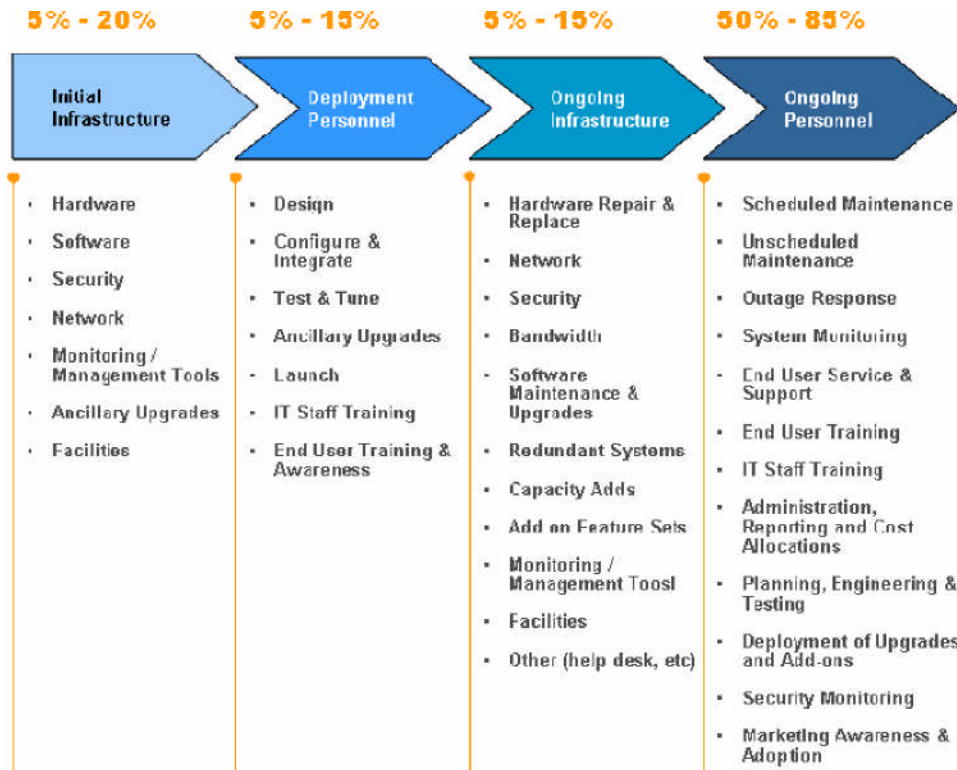 5% - 20%
5% - 15%
5% - 15%
50% - 85%
Initial
Infrastructure
Deployment
Personnel
Ongoing
Infrastructure
Ongoing
Personnel
• Hardware
• Software
• Security
• Network
• Monitoring /
Management Tools
• Ancillary Upgrades
• Facilities
• Design
• Configure &
Integrate
• Test & Tune
• Ancillary Upgrades
• Launch
• IT Staff Training
• End User Training &
Awareness
• Hardware Repair &
Replace
• Network
• Security
• Bandwidth
• Software
Maintenance &
Upgrades
• Redundant Systems
• Capacity Adds
• Add on Feature Sets
• Monitoring /
Management Toosl
• Facilities
• Other (help desk, etc)
• Scheduled Maintenance
• Unscheduled
Maintenance
• Outage Response
• System Monitoring
• End User Service &
Support
• End User Training
• IT Staff Training
• Administration,
Reporting and Cost
Allocations
• Planning, Engineering &
Testing
• Deployment of Upgrades
and Add-ons
• Security Monitoring
• Marketing Awareness &
Adoption